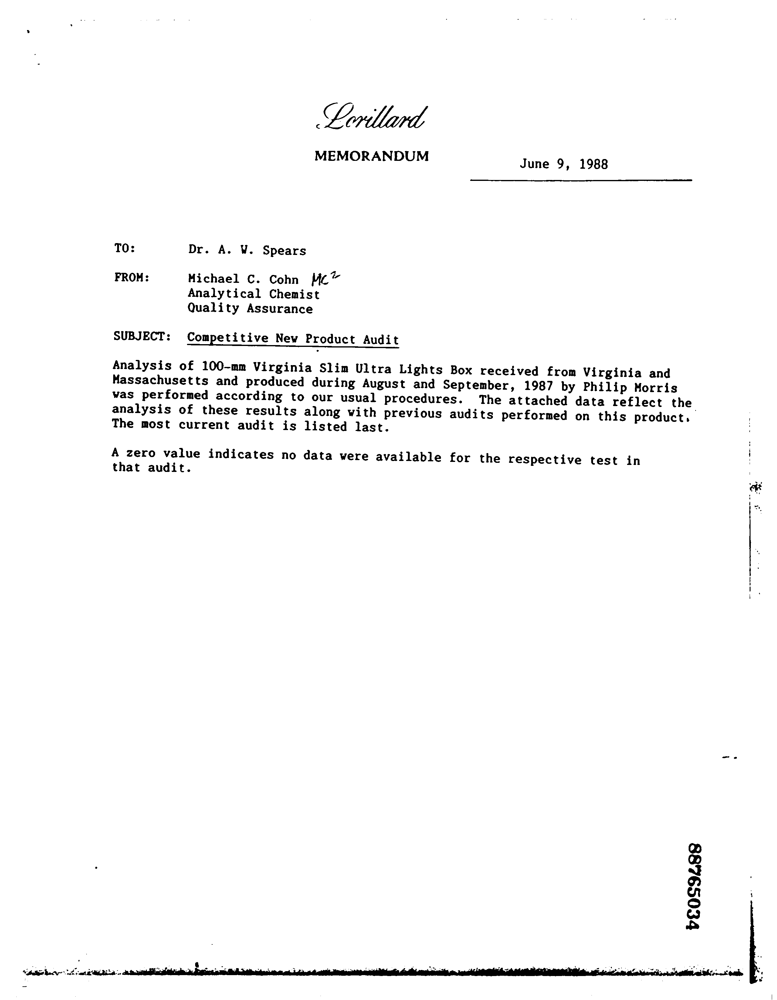 Lorillard
MEMORANDUM
June 9, 1988
TO: Dr. A. W. Spears
FROM: Michael C. Cohn MC2
Analytical Chemist
Quality Assurance
SUBJECT: Competitive New Product Audit
Analysis of 100-mm Virginia Slim Ultra Lights Box received from Virginia and
Massachusetts and produced during August and September, 1987 by Philip Morris
was performed according to our usual procedures. The attached data reflect the
analysis of these results along with previous audits performed on this product.
The most current audit is listed last.
A zero value indicates no data were available for the respective test in
that audit.
88765034